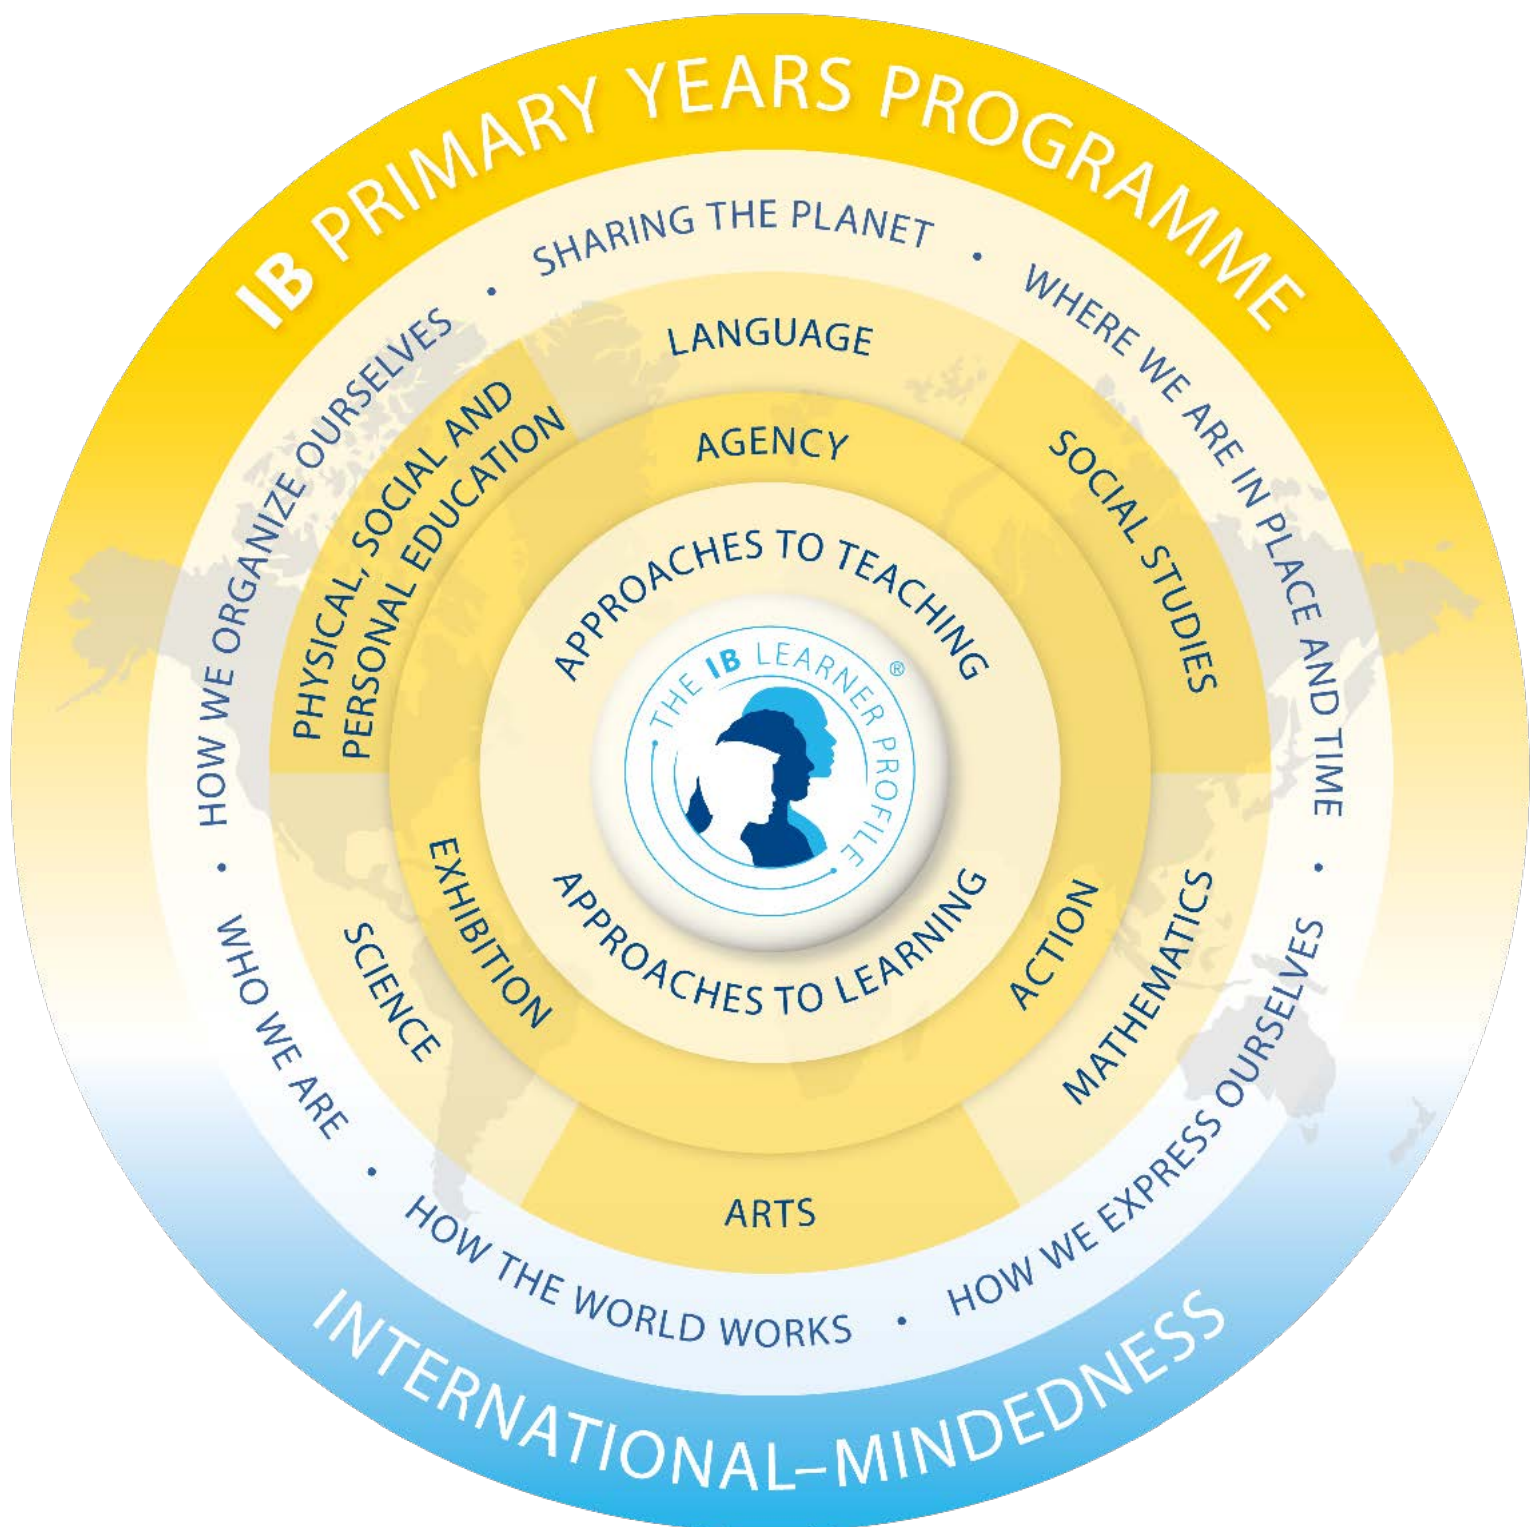 IB PRIMARY YEARS PROGRAMME
SHARING THE PLANET
•
WHERE WE ARE IN PLACE AND TIME
•
HOW WE EXPRESS OURSELVES
•
HOW THE WORLD WORKS
•
WHO WE ARE
•
HOW WE ORGANIZE OURSELVES
•
LANGUAGE
SOCIAL STUDIES
MATHEMATICS
ARTS
SCIENCE
PHYSICAL, SOCIAL AND
PERSONAL EDUCATION
AGENCY
ACTION
EXHIBITION
APPROACHES TO TEACHING
APPROACHES TO LEARNING
THE IB LEARNER PROFILE
®
INTERNATIONAL–MINDEDNESS